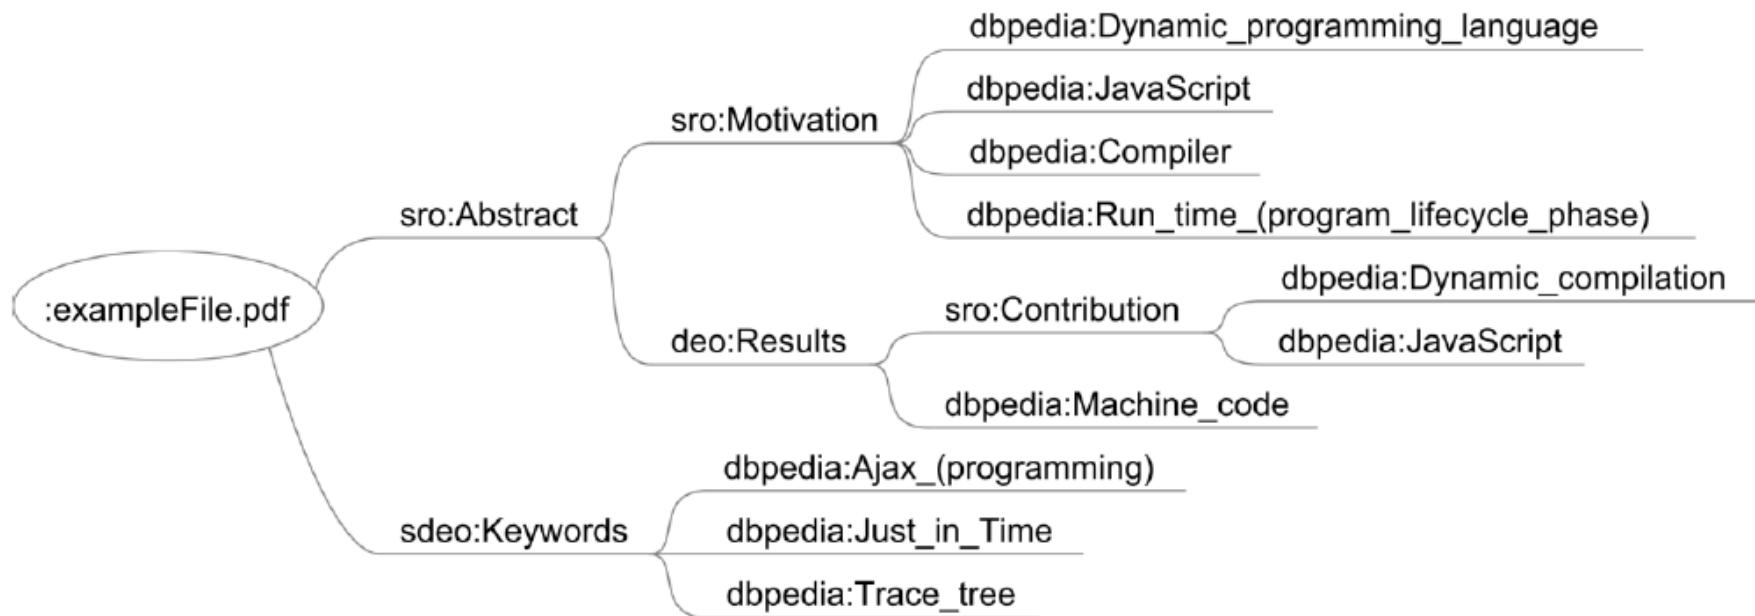 dbpedia:Dynamic_programming_language
dbpedia:JavaScript
sro:Motivation
dbpedia:Compiler
dbpedia:Run_time_(program_lifecycle_phase)
sro:Abstract
:exampleFile.pdf
dbpedia:Dynamic_compilation
sro:Contribution
dbpedia:JavaScript
deo:Results
dbpedia:Machine_code
dbpedia:Ajax_(programming)
sdeo:Keywords
dbpedia:Just_in_Time
dbpedia:Trace_tree